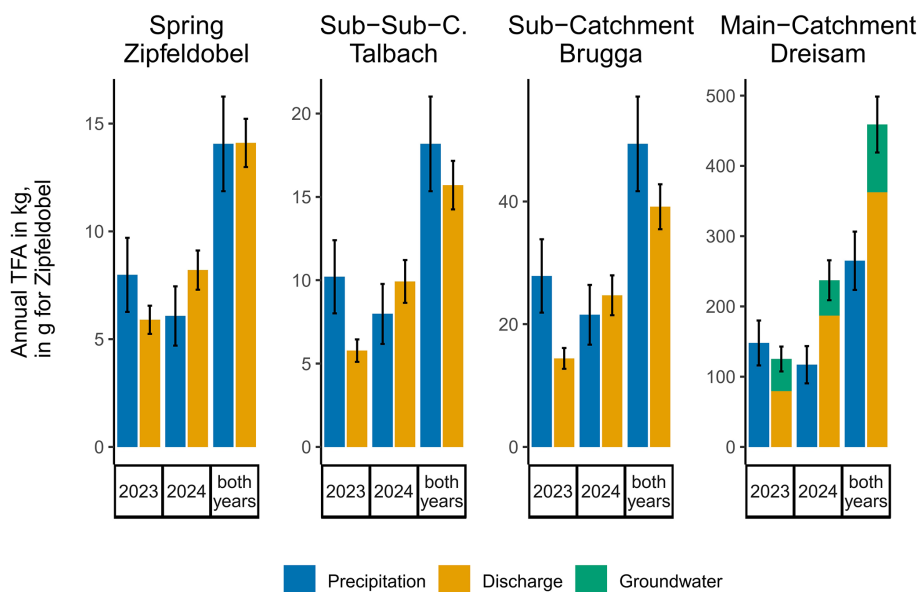 Spring
Zipfeldobel
Sub−Sub−C.
Talbach
Sub−Catchment
Brugga
Main−Catchment
Dreisam
Annual TFA in kg,
in g for Zipfeldobel
15
10
5
0
20
15
10
5
0
40
20
0
500
400
300
200
100
0
2023 2024 both years
2023 2024 both years
2023 2024 both years
2023 2024 both years
Precipitation Discharge Groundwater